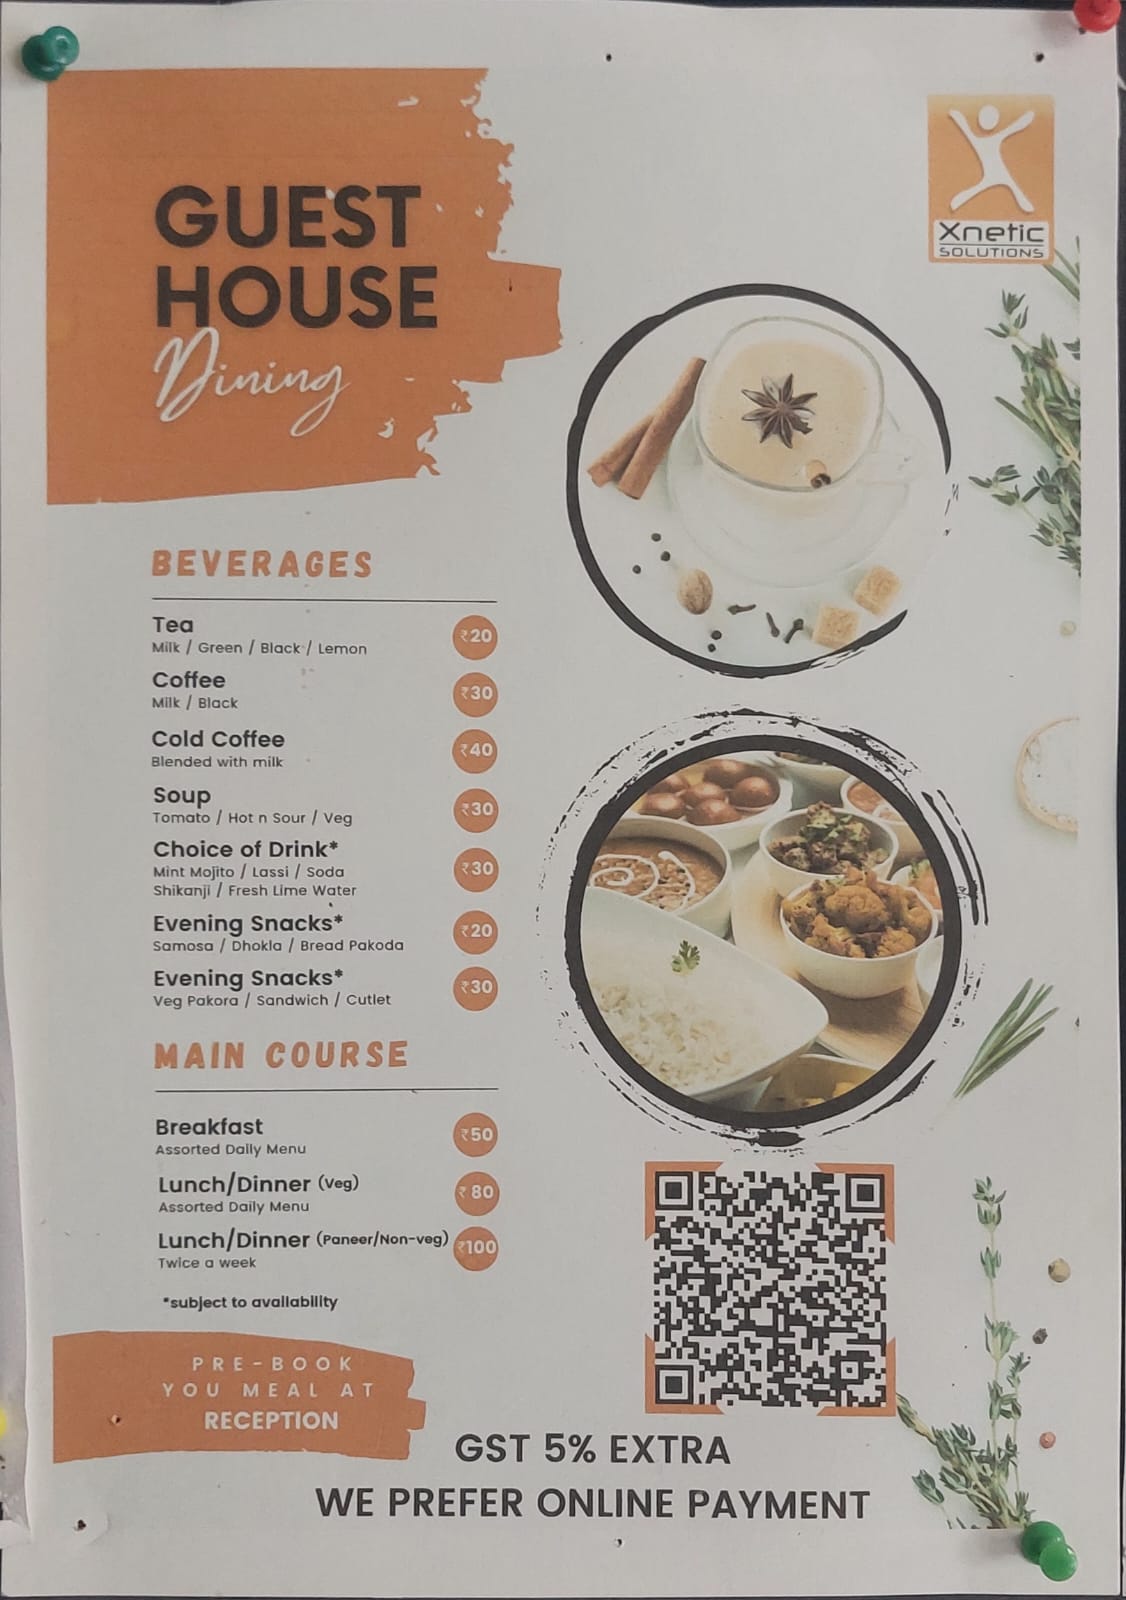 GUEST
HOUSE
Dining
Xnetic
SOLUTIONS
BEVERAGES
Tea ₹20
Milk / Green / Black / Lemon
Coffee ₹30
Milk / Black
Cold Coffee ₹40
Blended with milk
Soup ₹30
Tomato / Hot n Sour / Veg
Choice of Drink* ₹30
Mint Mojito / Lassi / Soda
Shikanji / Fresh Lime Water
Evening Snacks* ₹20
Samosa / Dhokla / Bread Pakoda
Evening Snacks* ₹30
Veg Pakora / Sandwich / Cutlet
MAIN COURSE
Breakfast ₹50
Assorted Daily Menu
Lunch/Dinner (Veg) ₹ 80
Assorted Daily Menu
Lunch/Dinner (Paneer/Non-veg) ₹100
Twice a week
*subject to availability
PRE-BOOK
YOU MEAL AT
RECEPTION
GST 5% EXTRA
WE PREFER ONLINE PAYMENT